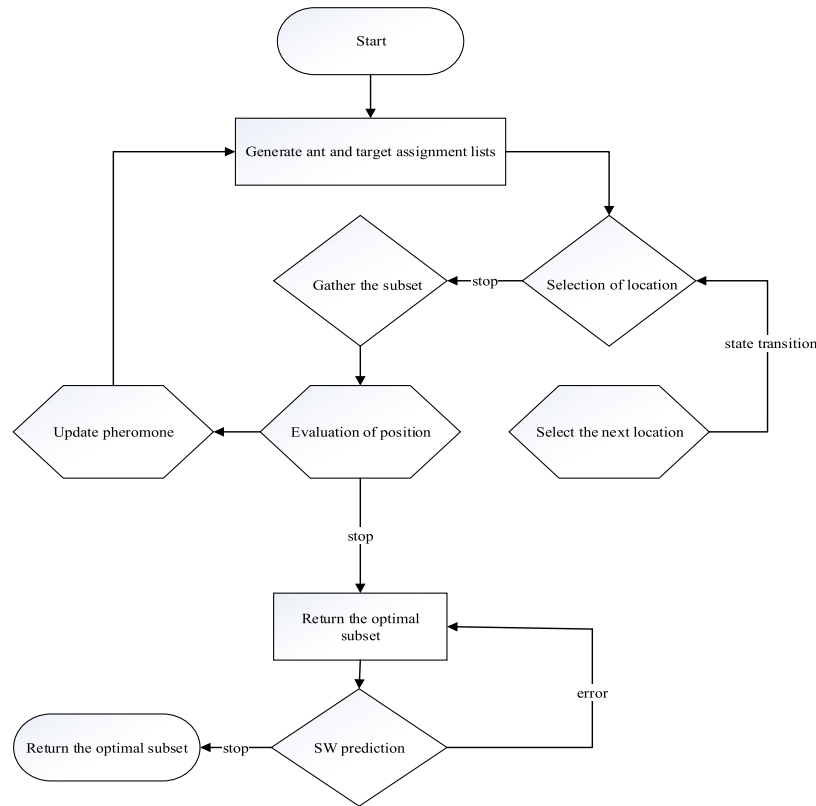 Start
Generate ant and target assignment lists
Gather the subset
stop
Selection of location
state transition
Update pheromone
Evaluation of position
Select the next location
stop
Return the optimal
subset
error
Return the optimal subset
stop
SW prediction